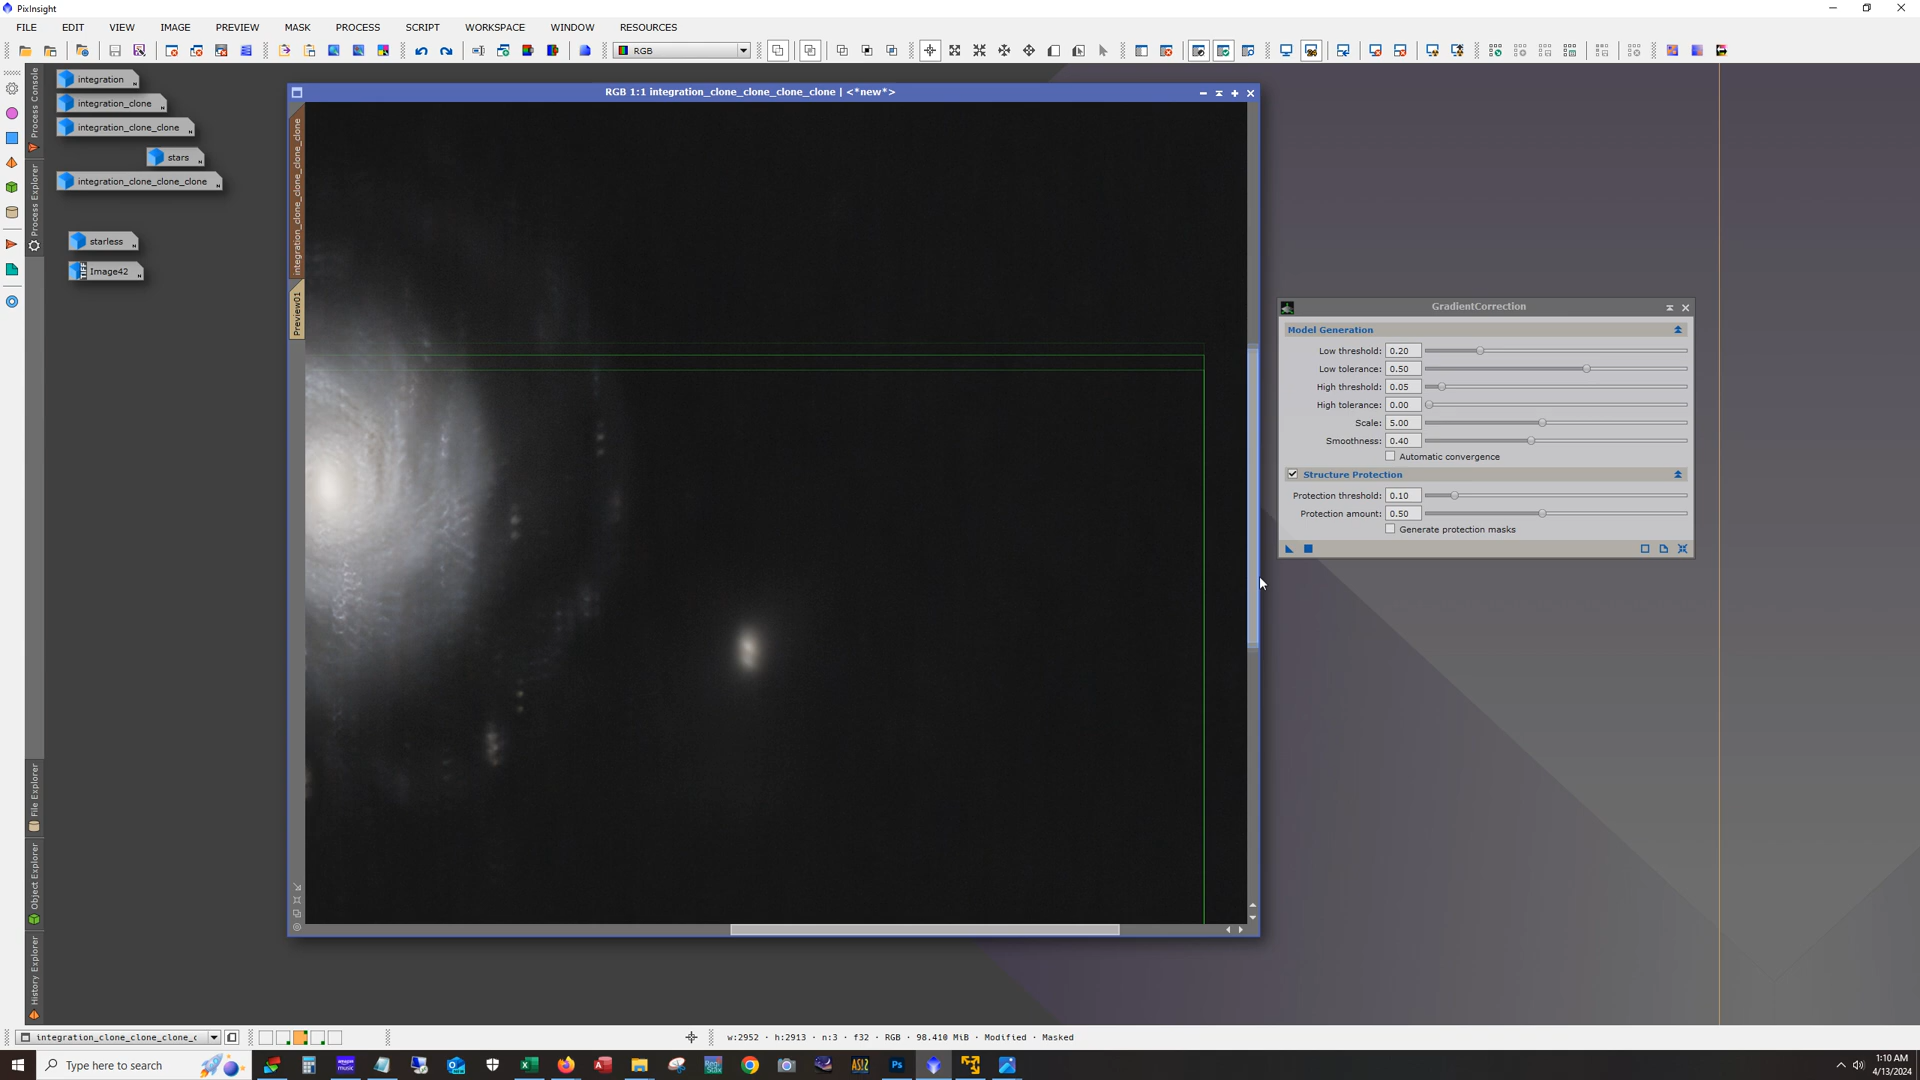 PixInsight
FILE EDIT VIEW IMAGE PREVIEW MASK PROCESS SCRIPT WORKSPACE WINDOW RESOURCES
RGB
Process Console
Process Explorer
File Explorer
Object Explorer
History Explorer
integration
integration_clone
integration_clone_clone
stars
integration_clone_clone_clone
starless
Image42
RGB 1:1 integration_clone_clone_clone_clone | <*new*>
integration_clone_clone_clone_clone
Preview01
GradientCorrection
Model Generation
Low threshold: 0.20
Low tolerance: 0.50
High threshold: 0.05
High tolerance: 0.00
Scale: 5.00
Smoothness: 0.40
Automatic convergence
Structure Protection
Protection threshold: 0.10
Protection amount: 0.50
Generate protection masks
integration_clone_clone_clone_c
w:2952 · h:2913 · n:3 · f32 · RGB · 98.410 MiB · Modified · Masked
Type here to search
1:10 AM
4/13/2024